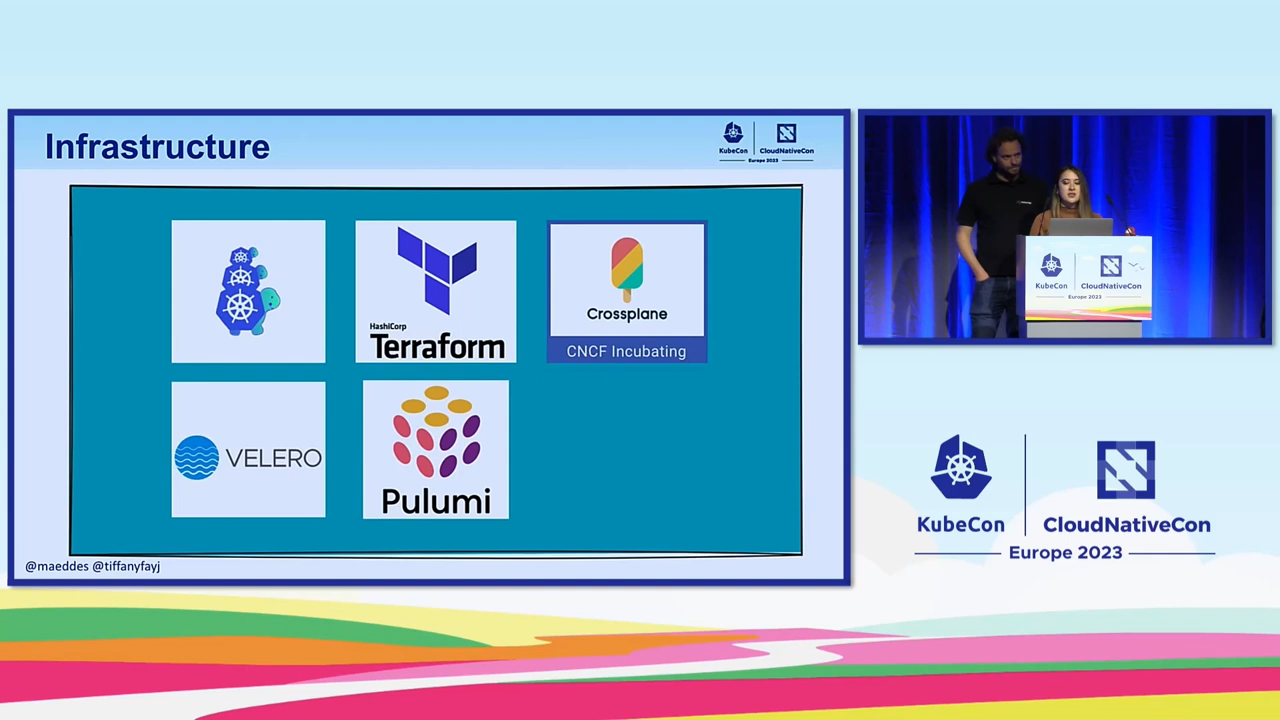 Infrastructure
KubeCon
CloudNativeCon
Europe 2023
HashiCorp
Terraform
Crossplane
CNCF Incubating
VELERO
Pulumi
@maeddes @tiffanyfayj
KubeCon
CloudNativeCon
Europe 2023
KubeCon
CloudNativeCon
Europe 2023